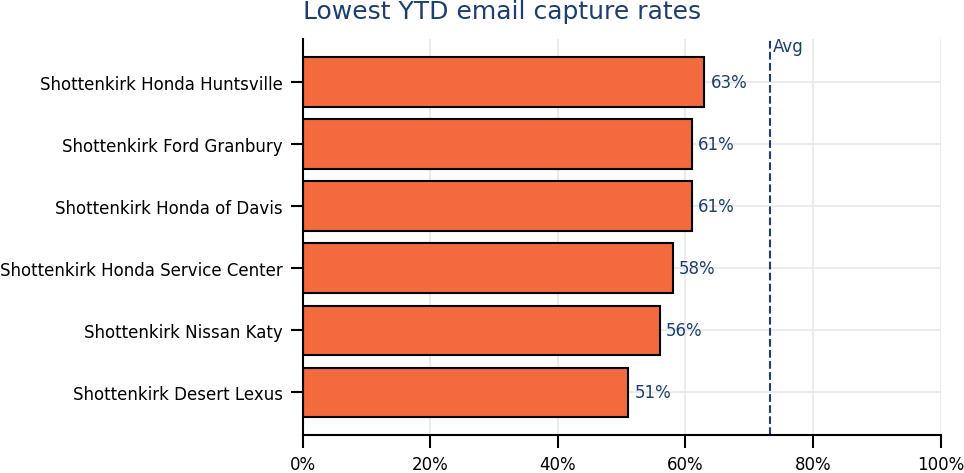 Lowest YTD email capture rates
Avg
Shottenkirk Honda Huntsville 63%
Shottenkirk Ford Granbury 61%
Shottenkirk Honda of Davis 61%
Shottenkirk Honda Service Center 58%
Shottenkirk Nissan Katy 56%
Shottenkirk Desert Lexus 51%
0% 20% 40% 60% 80% 100%